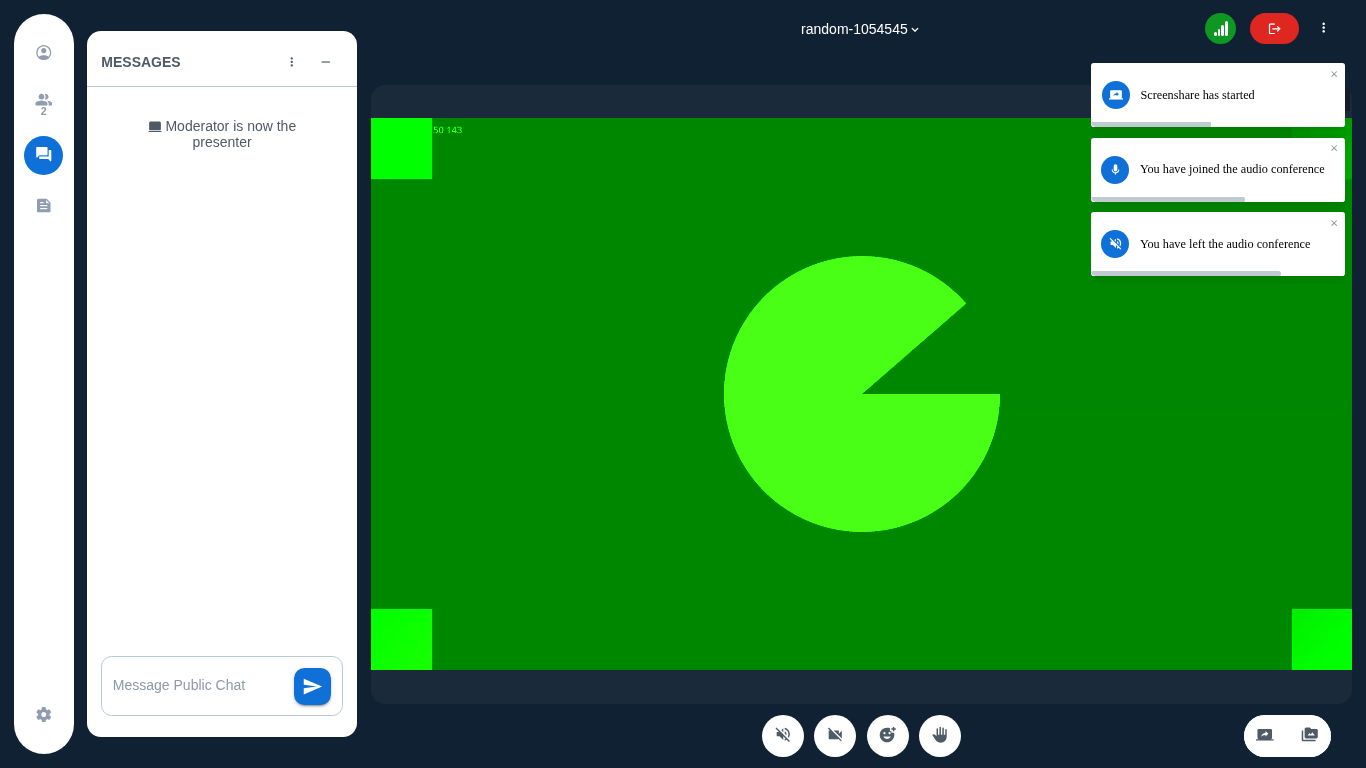 random-1054545
MESSAGES
2
Moderator is now the
presenter
50 143
Screenshare has started
You have joined the audio conference
You have left the audio conference
Message Public Chat